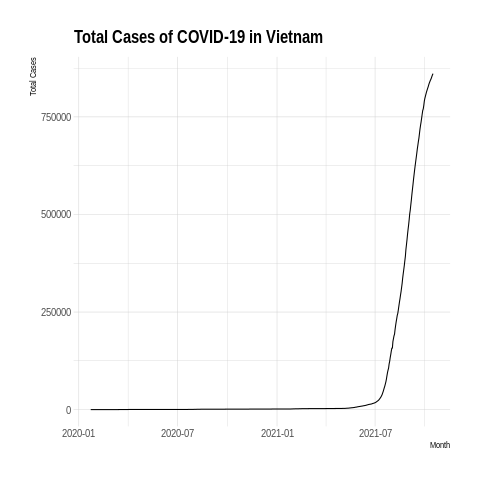 Total Cases of COVID-19 in Vietnam
Total Cases
750000
500000
250000
0
2020-01 2020-07 2021-01 2021-07
Month